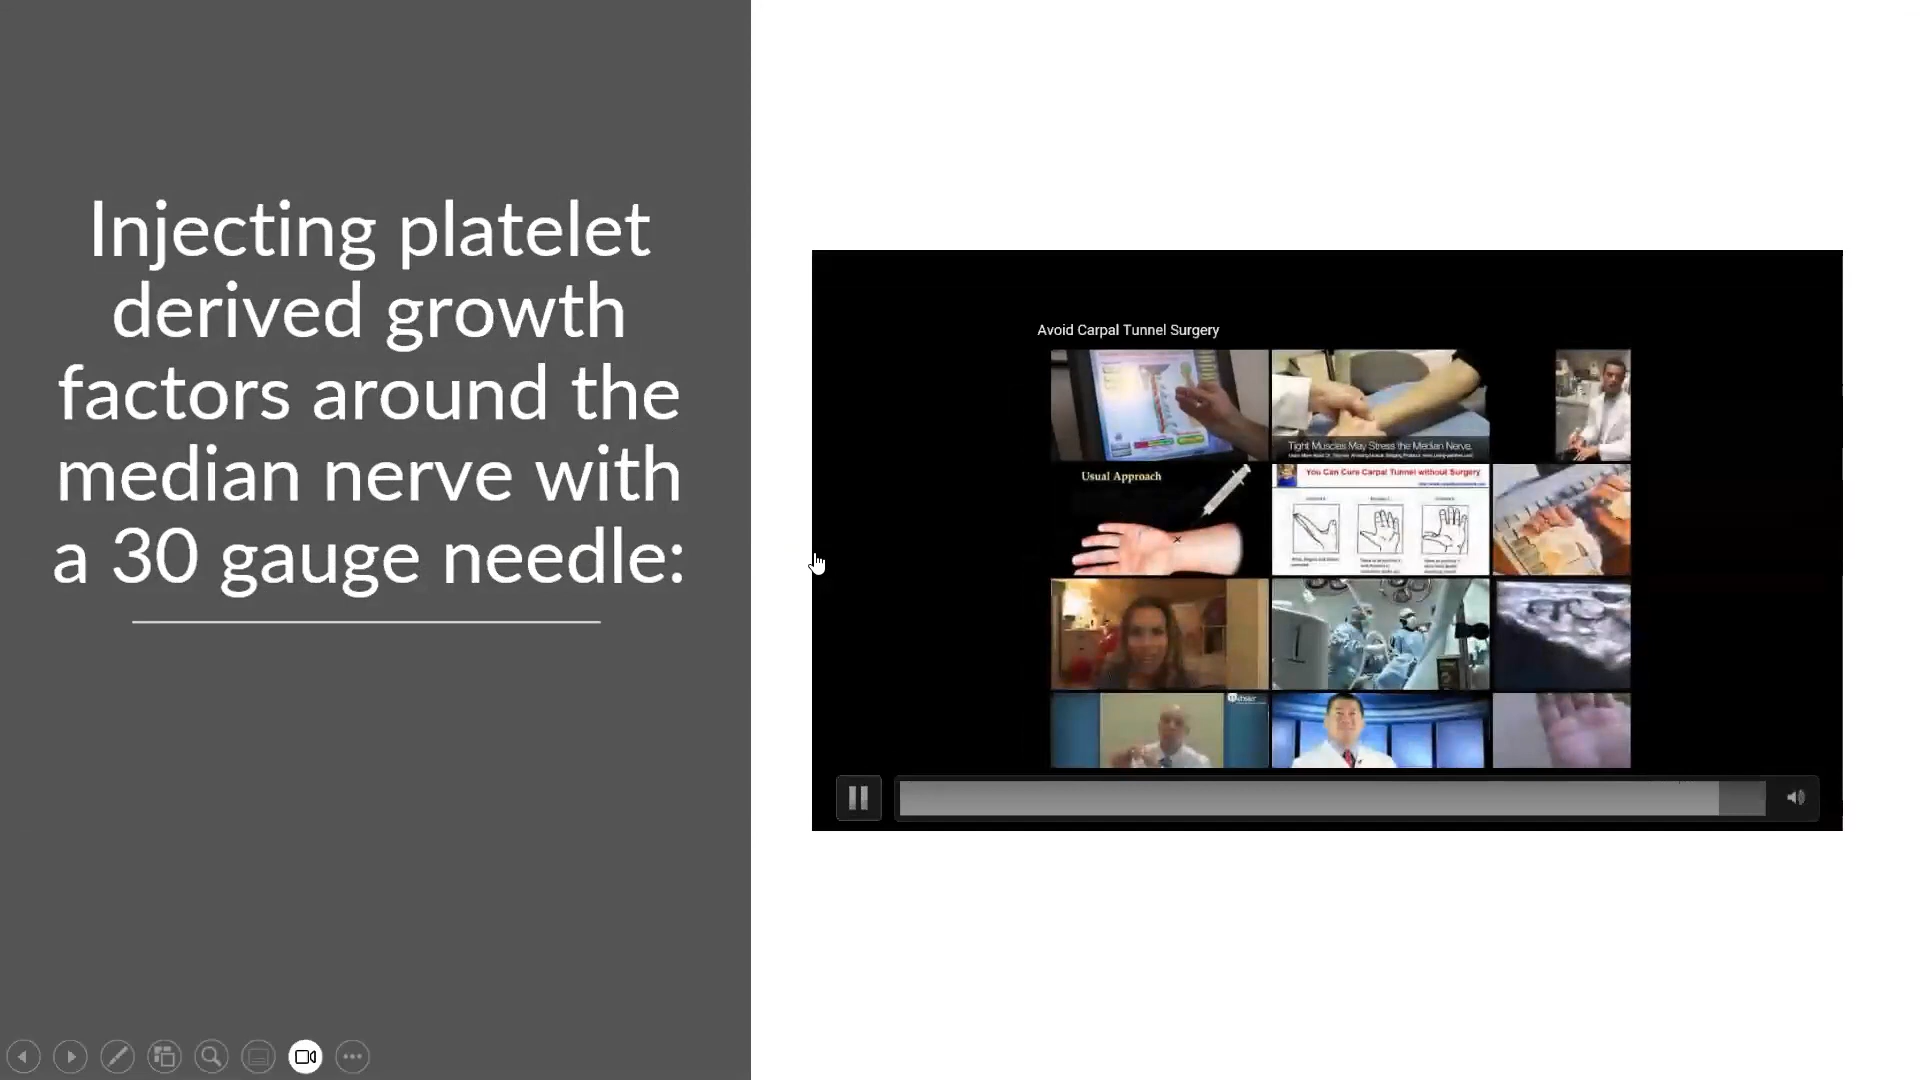 Injecting platelet
derived growth
factors around the
median nerve with
a 30 gauge needle:
Avoid Carpal Tunnel Surgery
Tight Muscles May Stress the Median Nerve.
Usual Approach
You Can Cure Carpal Tunnel without Surgery